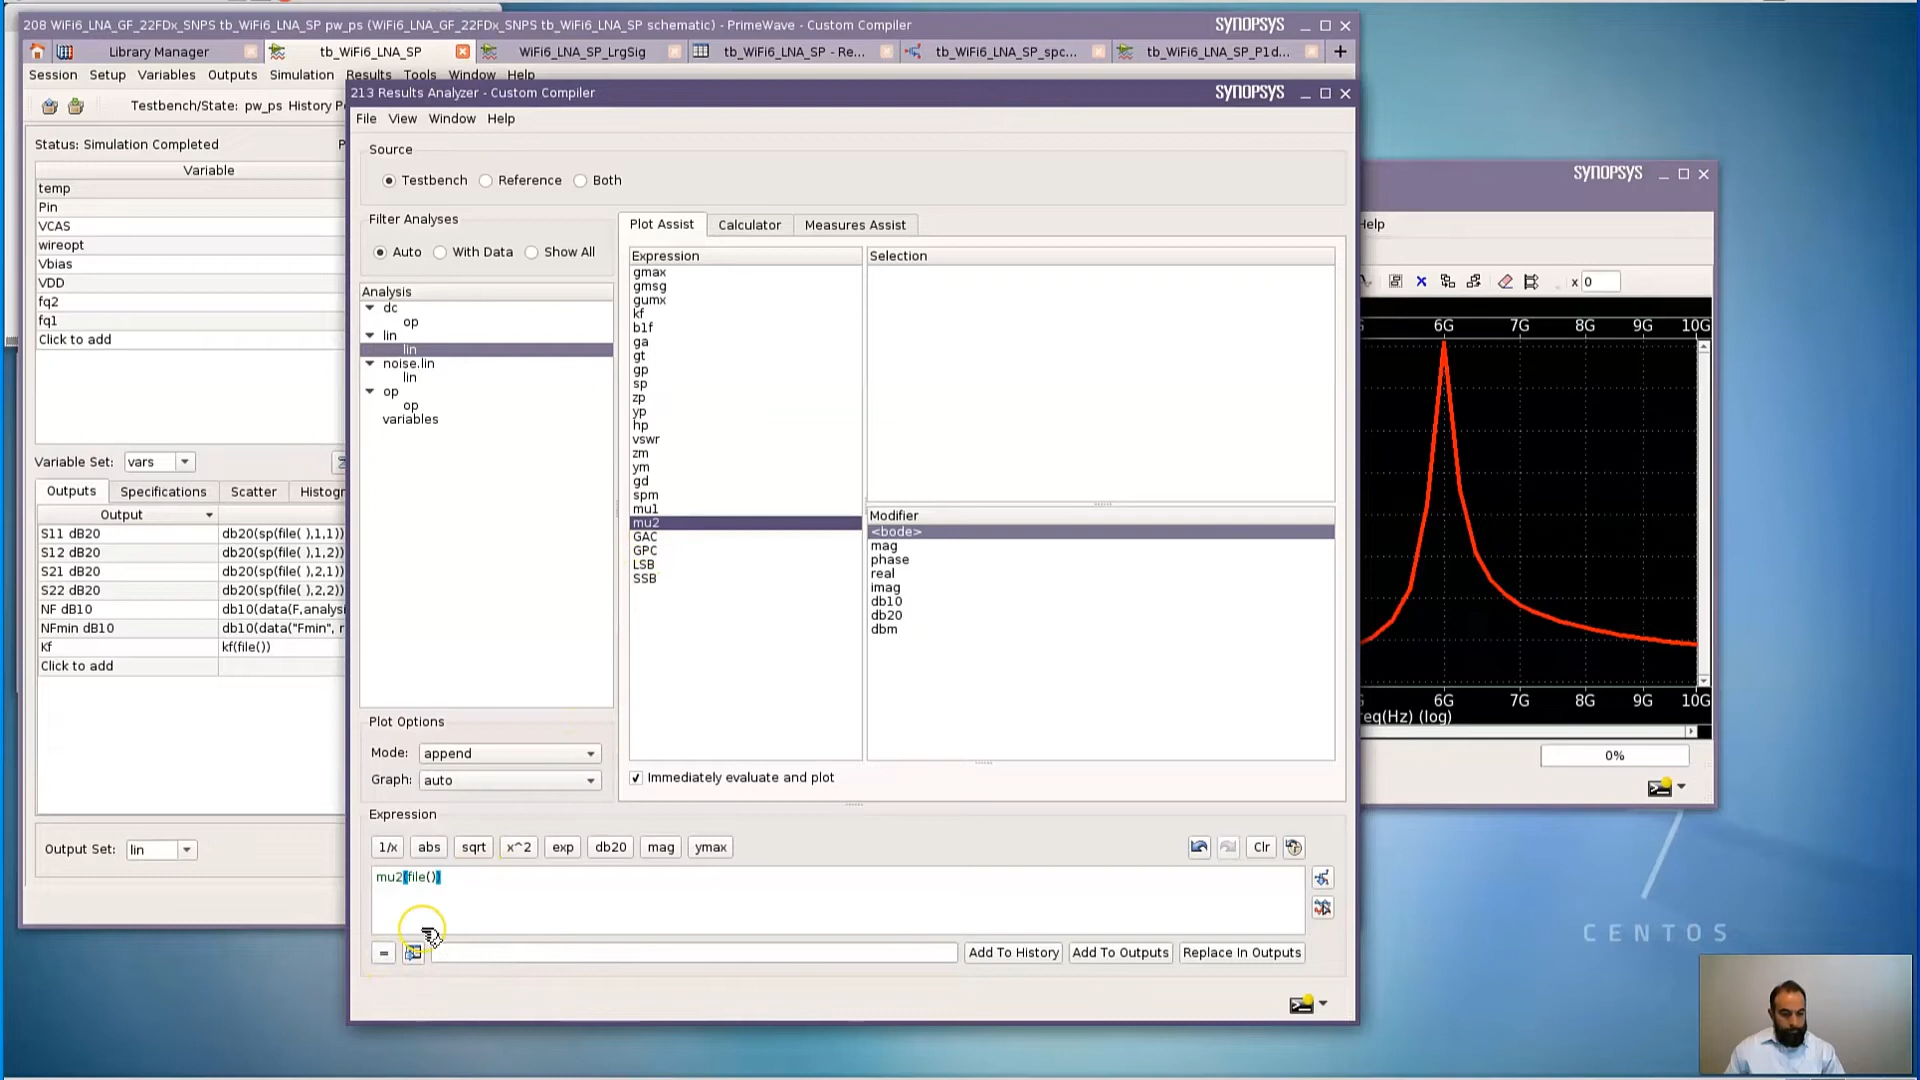 208 WiFi6_LNA_GF_22FDx_SNPS tb_WiFi6_LNA_SP pw_ps (WiFi6_LNA_GF_22FDx_SNPS tb_WiFi6_LNA_SP schematic) - PrimeWave - Custom Compiler SYNOPSYS
Library Manager tb_WiFi6_LNA_SP WiFi6_LNA_SP_LrgSig tb_WiFi6_LNA_SP - Re... tb_WiFi6_LNA_SP_spc... tb_WiFi6_LNA_SP_P1d...
Session Setup Variables Outputs Simulation Results Tools Window Help
Testbench/State: pw_ps History
213 Results Analyzer - Custom Compiler SYNOPSYS
File View Window Help
Status: Simulation Completed
Source
Testbench Reference Both
Variable
temp
Pin
VCAS
wireopt
Vbias
VDD
fq2
fq1
Click to add
Filter Analyses
Auto With Data Show All
Analysis
dc
op
lin
lin
noise.lin
lin
op
op
variables
Plot Assist Calculator Measures Assist
Expression
gmax
gmsg
gumx
kf
b1f
ga
gt
gp
sp
zp
yp
hp
vswr
zm
ym
gd
spm
mu1
mu2
GAC
GPC
LSB
SSB
Selection
Modifier
<bode>
mag
phase
real
imag
db10
db20
dbm
Variable Set: vars
Outputs Specifications Scatter Histogr
Output
S11 dB20 db20(sp(file( ),1,1))
S12 dB20 db20(sp(file( ),1,2))
S21 dB20 db20(sp(file( ),2,1))
S22 dB20 db20(sp(file( ),2,2))
NF dB10 db10(data(F,analysi
NFmin dB10 db10(data("Fmin", r
Kf kf(file())
Click to add
Output Set: lin
Plot Options
Mode: append
Graph: auto
Immediately evaluate and plot
Expression
1/x abs sqrt x^2 exp db20 mag ymax Clr
mu2(file())
= Add To History Add To Outputs Replace In Outputs
SYNOPSYS
Help
x 0
6G 7G 8G 9G 10G
6G 7G 8G 9G 10G
eq(Hz) (log)
0%
7
CENTOS